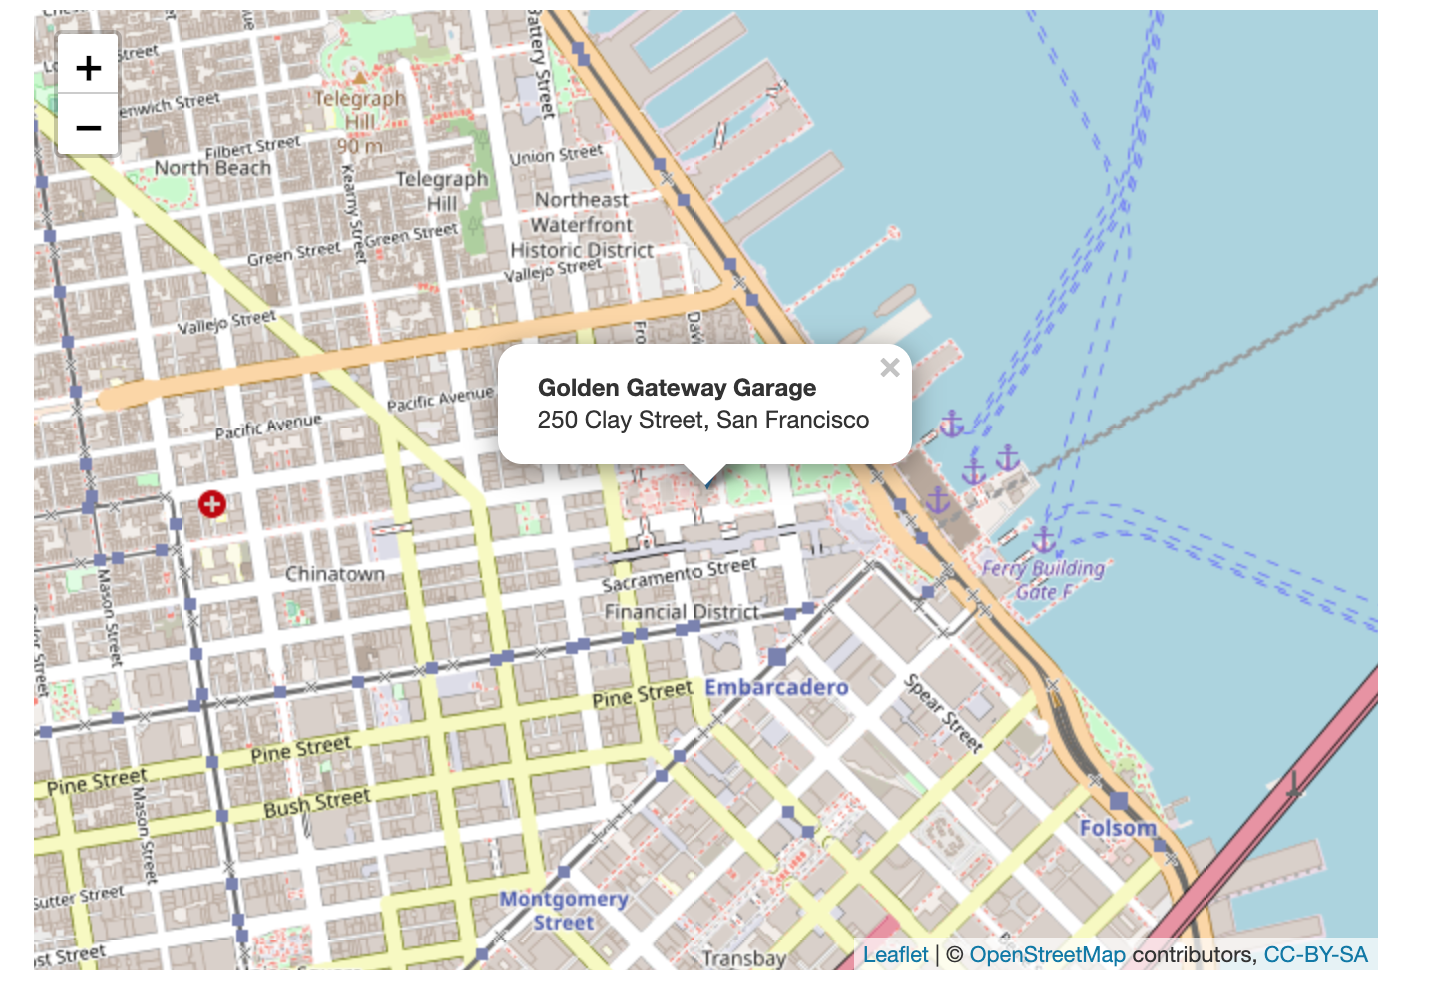 Battery Street
+
−
Street
enwich Street
Telegraph
Hill
90 m
Filbert Street
North Beach
Union Street
Kearny Street
Telegraph
Hill
Northeast
Waterfront
Historic District
Green Street
Green Street
Vallejo Street
Vallejo Street
Fro
Dav
Golden Gateway Garage
×
250 Clay Street, San Francisco
Pacific Avenue
Pacific Avenue
Chinatown
Mason Street
Sacramento Street
Financial District
Ferry Building
Gate F
Embarcadero
Spear Street
Pine Street
Pine Street
Pine Street
Bush Street
Mason Street
Folsom
Sutter Street
Montgomery
Street
st Street
Transbay
Leaflet | © OpenStreetMap contributors, CC-BY-SA